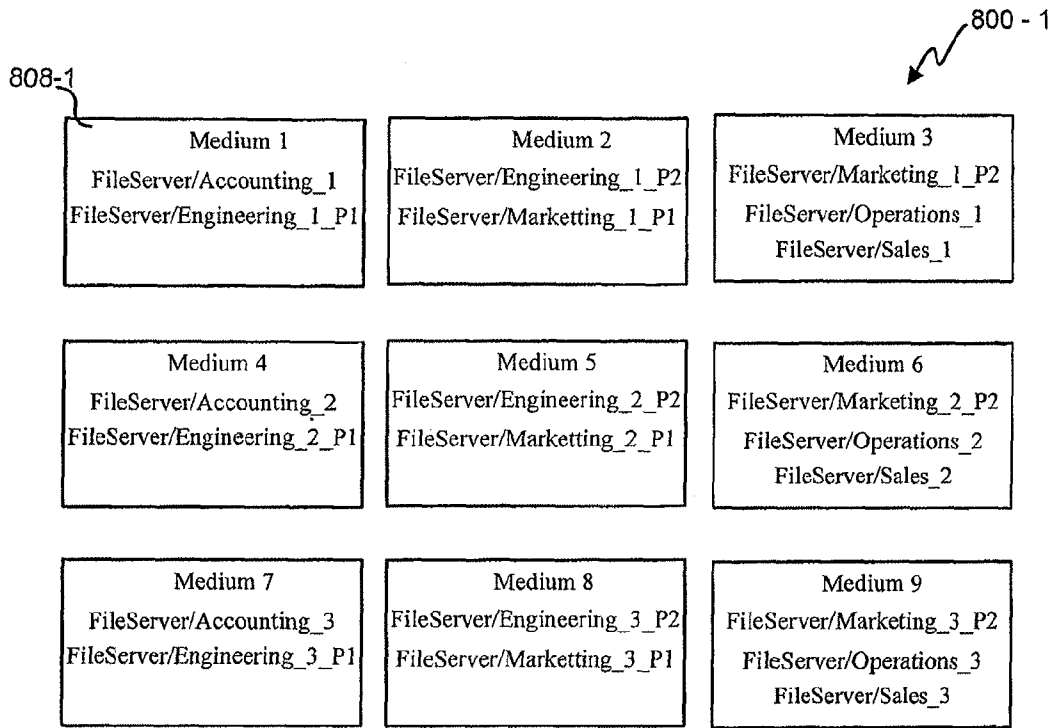 800 - 1
808-1
Medium 1
FileServer/Accounting_1
FileServer/Engineering_1_P1
Medium 2
FileServer/Engineering_1_P2
FileServer/Marketting_1_P1
Medium 3
FileServer/Marketing_1_P2
FileServer/Operations_1
FileServer/Sales_1
Medium 4
FileServer/Accounting_2
FileServer/Engineering_2_P1
Medium 5
FileServer/Engineering_2_P2
FileServer/Marketting_2_P1
Medium 6
FileServer/Marketing_2_P2
FileServer/Operations_2
FileServer/Sales_2
Medium 7
FileServer/Accounting_3
FileServer/Engineering_3_P1
Medium 8
FileServer/Engineering_3_P2
FileServer/Marketting_3_P1
Medium 9
FileServer/Marketing_3_P2
FileServer/Operations_3
FileServer/Sales_3